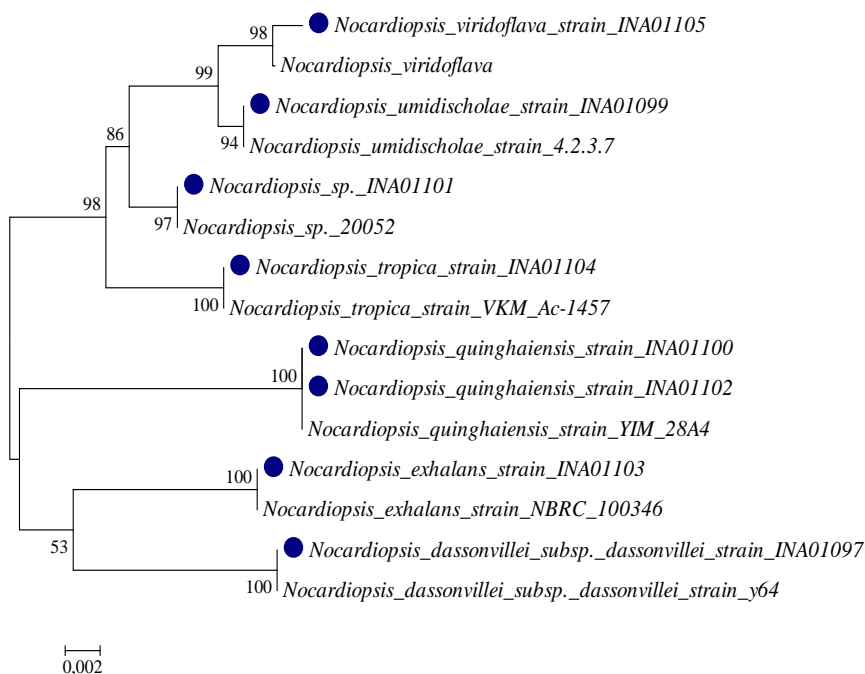 98
Nocardiopsis_viridoflava_strain_INA01105
Nocardiopsis_viridoflava
99
Nocardiopsis_umidischolae_strain_INA01099
86
94
Nocardiopsis_umidischolae_strain_4.2.3.7
Nocardiopsis_sp._INA01101
98
97
Nocardiopsis_sp._20052
Nocardiopsis_tropica_strain_INA01104
100
Nocardiopsis_tropica_strain_VKM_Ac-1457
Nocardiopsis_quinghaiensis_strain_INA01100
100
Nocardiopsis_quinghaiensis_strain_INA01102
Nocardiopsis_quinghaiensis_strain_YIM_28A4
100
Nocardiopsis_exhalans_strain_INA01103
Nocardiopsis_exhalans_strain_NBRC_100346
53
Nocardiopsis_dassonvillei_subsp._dassonvillei_strain_INA01097
100
Nocardiopsis_dassonvillei_subsp._dassonvillei_strain_y64
0,002